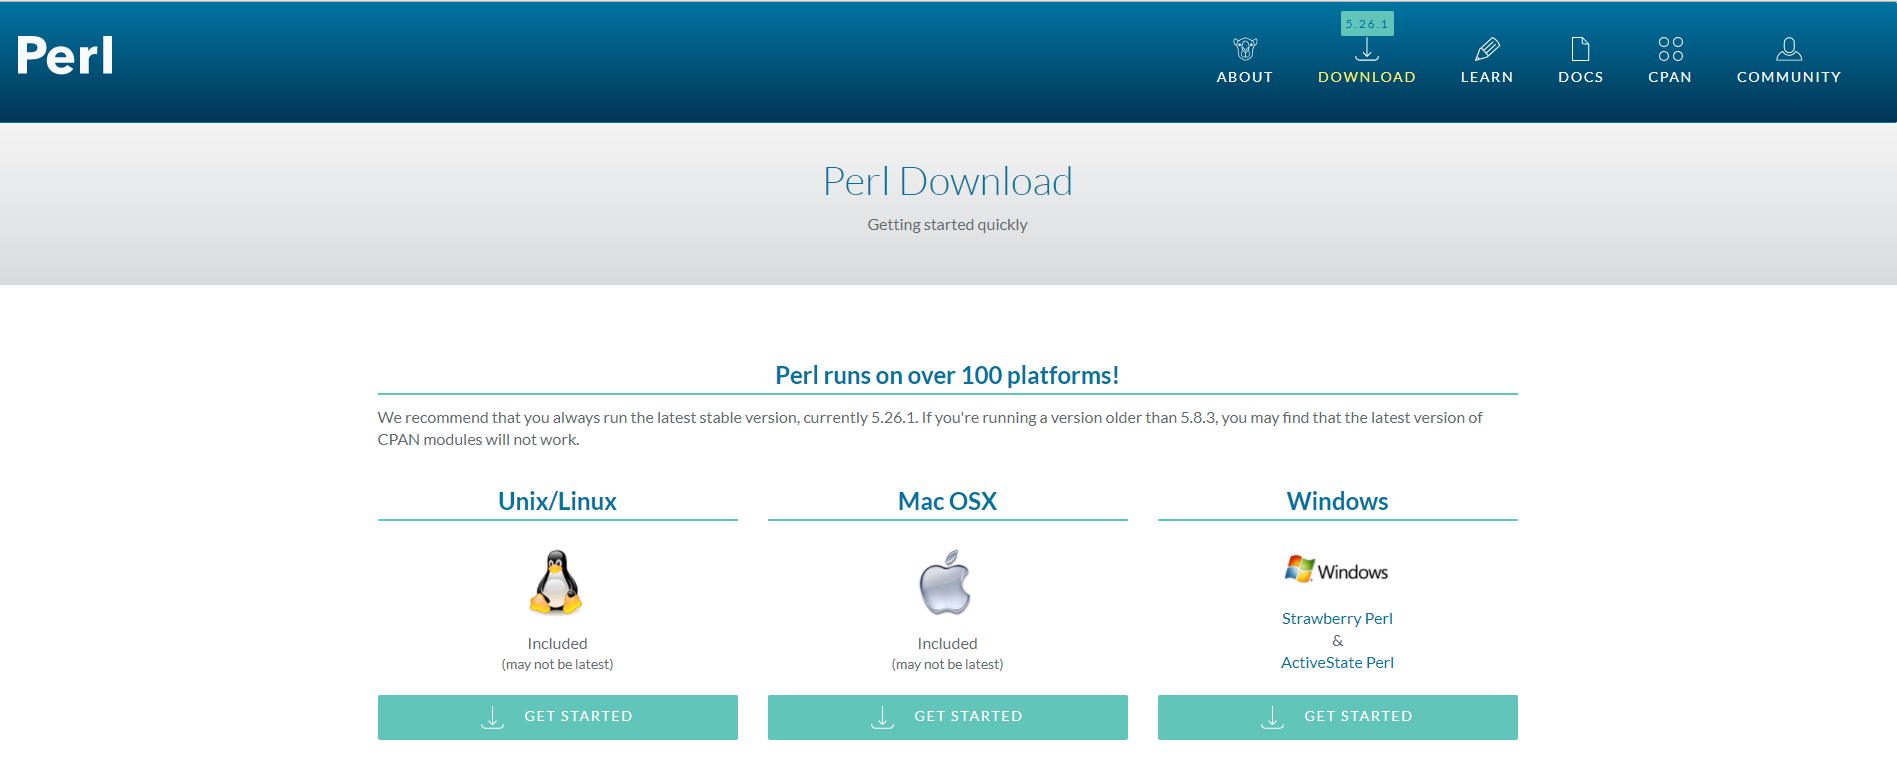 Perl
5.26.1
ABOUT
DOWNLOAD
LEARN
DOCS
CPAN
COMMUNITY
Perl Download
Getting started quickly
Perl runs on over 100 platforms!
We recommend that you always run the latest stable version, currently 5.26.1. If you're running a version older than 5.8.3, you may find that the latest version of
CPAN modules will not work.
Unix/Linux
Included
(may not be latest)
GET STARTED
Mac OSX
Included
(may not be latest)
GET STARTED
Windows
Windows
Strawberry Perl
&
ActiveState Perl
GET STARTED